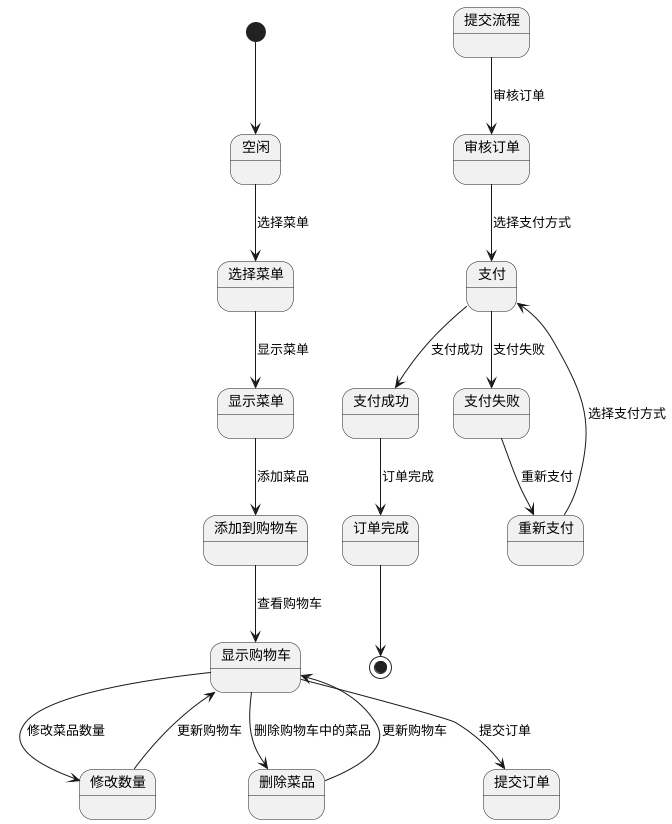 提交流程
审核订单
空闲
审核订单
选择菜单
选择支付方式
选择菜单
支付
显示菜单
支付成功
支付失败
显示菜单
支付成功
支付失败
选择支付方式
添加菜品
订单完成
重新支付
添加到购物车
订单完成
重新支付
查看购物车
显示购物车
修改菜品数量
更新购物车
删除购物车中的菜品
更新购物车
提交订单
修改数量
删除菜品
提交订单